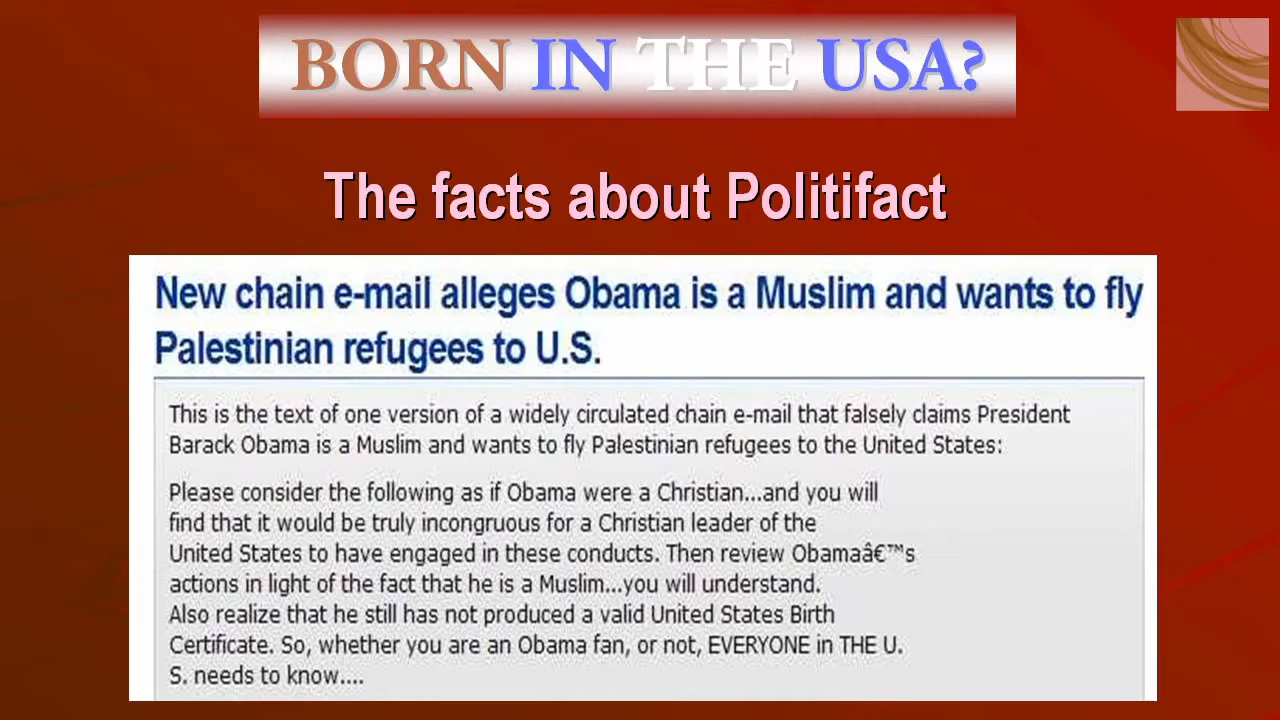 BORN IN THE USA?
The facts about Politifact
New chain e-mail alleges Obama is a Muslim and wants to fly
Palestinian refugees to U.S.
This is the text of one version of a widely circulated chain e-mail that falsely claims President
Barack Obama is a Muslim and wants to fly Palestinian refugees to the United States:
Please consider the following as if Obama were a Christian...and you will
find that it would be truly incongruous for a Christian leader of the
United States to have engaged in these conducts. Then review Obamaâ€™s
actions in light of the fact that he is a Muslim...you will understand.
Also realize that he still has not produced a valid United States Birth
Certificate. So, whether you are an Obama fan, or not, EVERYONE in THE U.
S. needs to know....